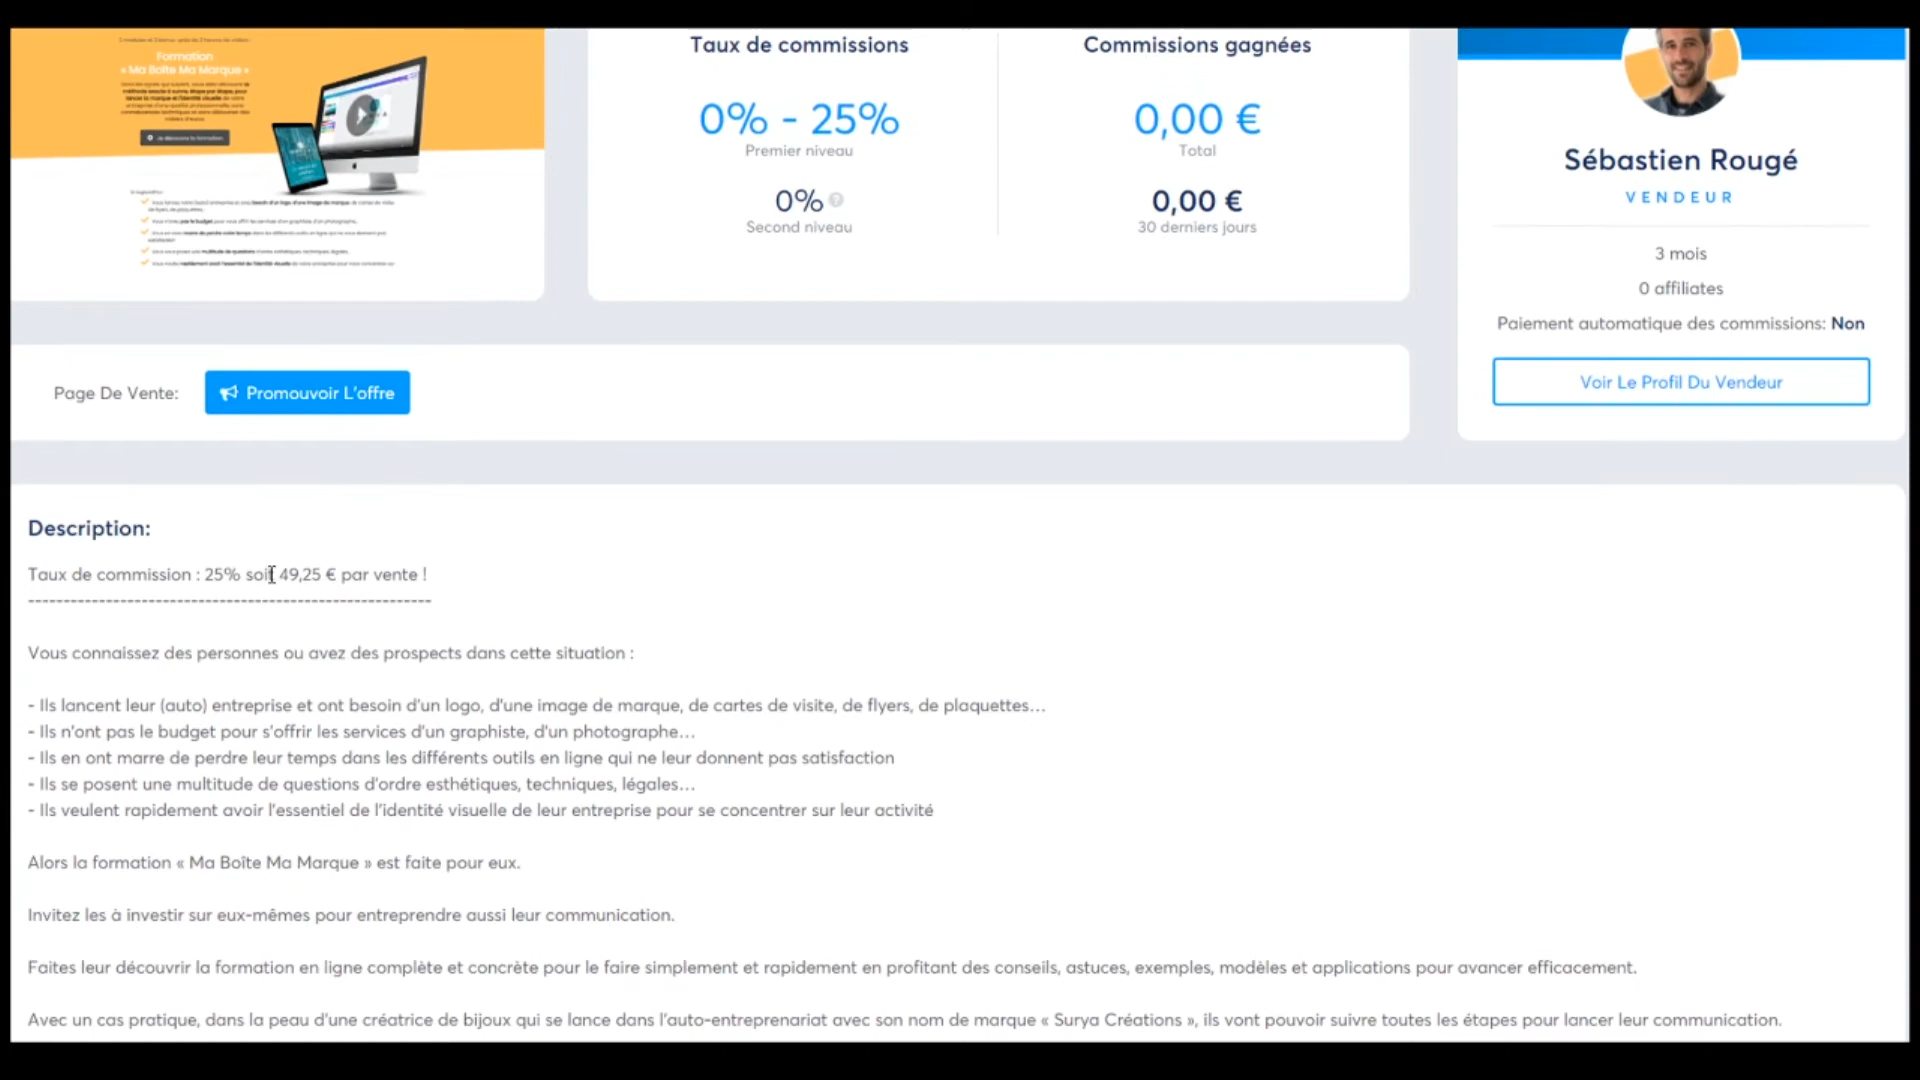 Formation
« Ma Boîte Ma Marque »
Je découvre la formation
Taux de commissions
0% - 25%
Premier niveau
0%
Second niveau
Commissions gagnées
0,00 €
Total
0,00 €
30 derniers jours
Sébastien Rougé
VENDEUR
3 mois
0 affiliates
Paiement automatique des commissions: Non
Voir Le Profil Du Vendeur
Page De Vente:
Promouvoir L'offre
Description:
Taux de commission : 25% soit 49,25 € par vente !
----------------------------------------------------------
Vous connaissez des personnes ou avez des prospects dans cette situation :
- Ils lancent leur (auto) entreprise et ont besoin d'un logo, d'une image de marque, de cartes de visite, de flyers, de plaquettes...
- Ils n'ont pas le budget pour s'offrir les services d'un graphiste, d'un photographe...
- Ils en ont marre de perdre leur temps dans les différents outils en ligne qui ne leur donnent pas satisfaction
- Ils se posent une multitude de questions d'ordre esthétiques, techniques, légales...
- Ils veulent rapidement avoir l'essentiel de l'identité visuelle de leur entreprise pour se concentrer sur leur activité
Alors la formation « Ma Boîte Ma Marque » est faite pour eux.
Invitez les à investir sur eux-mêmes pour entreprendre aussi leur communication.
Faites leur découvrir la formation en ligne complète et concrète pour le faire simplement et rapidement en profitant des conseils, astuces, exemples, modèles et applications pour avancer efficacement.
Avec un cas pratique, dans la peau d'une créatrice de bijoux qui se lance dans l'auto-entreprenariat avec son nom de marque « Surya Créations », ils vont pouvoir suivre toutes les étapes pour lancer leur communication.